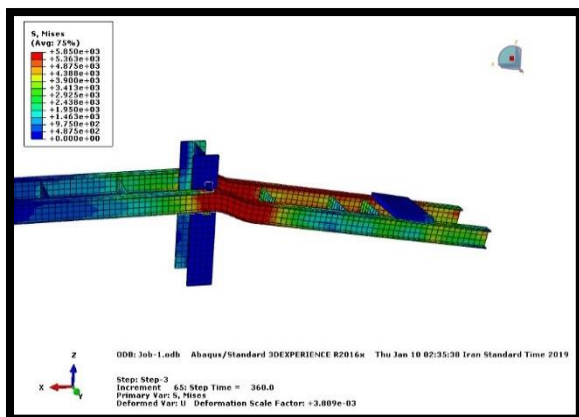 S, Mises
(Avg: 75%)
+5.850e+03
+5.363e+03
+4.875e+03
+4.388e+03
+3.900e+03
+3.413e+03
+2.925e+03
+2.438e+03
+1.950e+03
+1.463e+03
+9.750e+02
+4.875e+02
+0.000e+00
ODB: Job-1.odb Abaqus/Standard 3DEXPERIENCE R2016x Thu Jan 10 02:35:38 Iran Standard Time 2019
Z
X
Y
Step: Step-3
Increment 65: Step Time = 360.0
Primary Var: S, Mises
Deformed Var: U Deformation Scale Factor: +3.889e-03